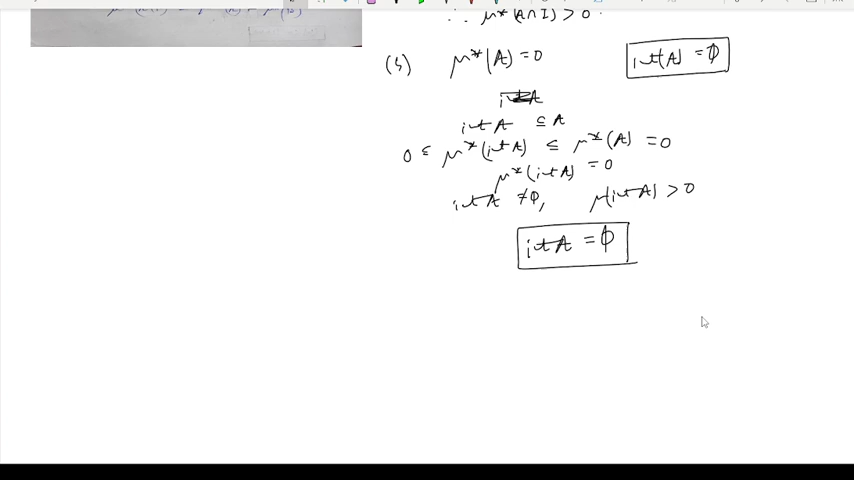 ∴ μ*(A∩I) > 0.
(5) μ*(A) = 0 int(A) = ϕ
int A ⊆ A
0 ≤ μ*(int A) ≤ μ*(A) = 0
μ*(int A) = 0
int A ≠ ϕ, μ(int A) > 0
int A = ϕ